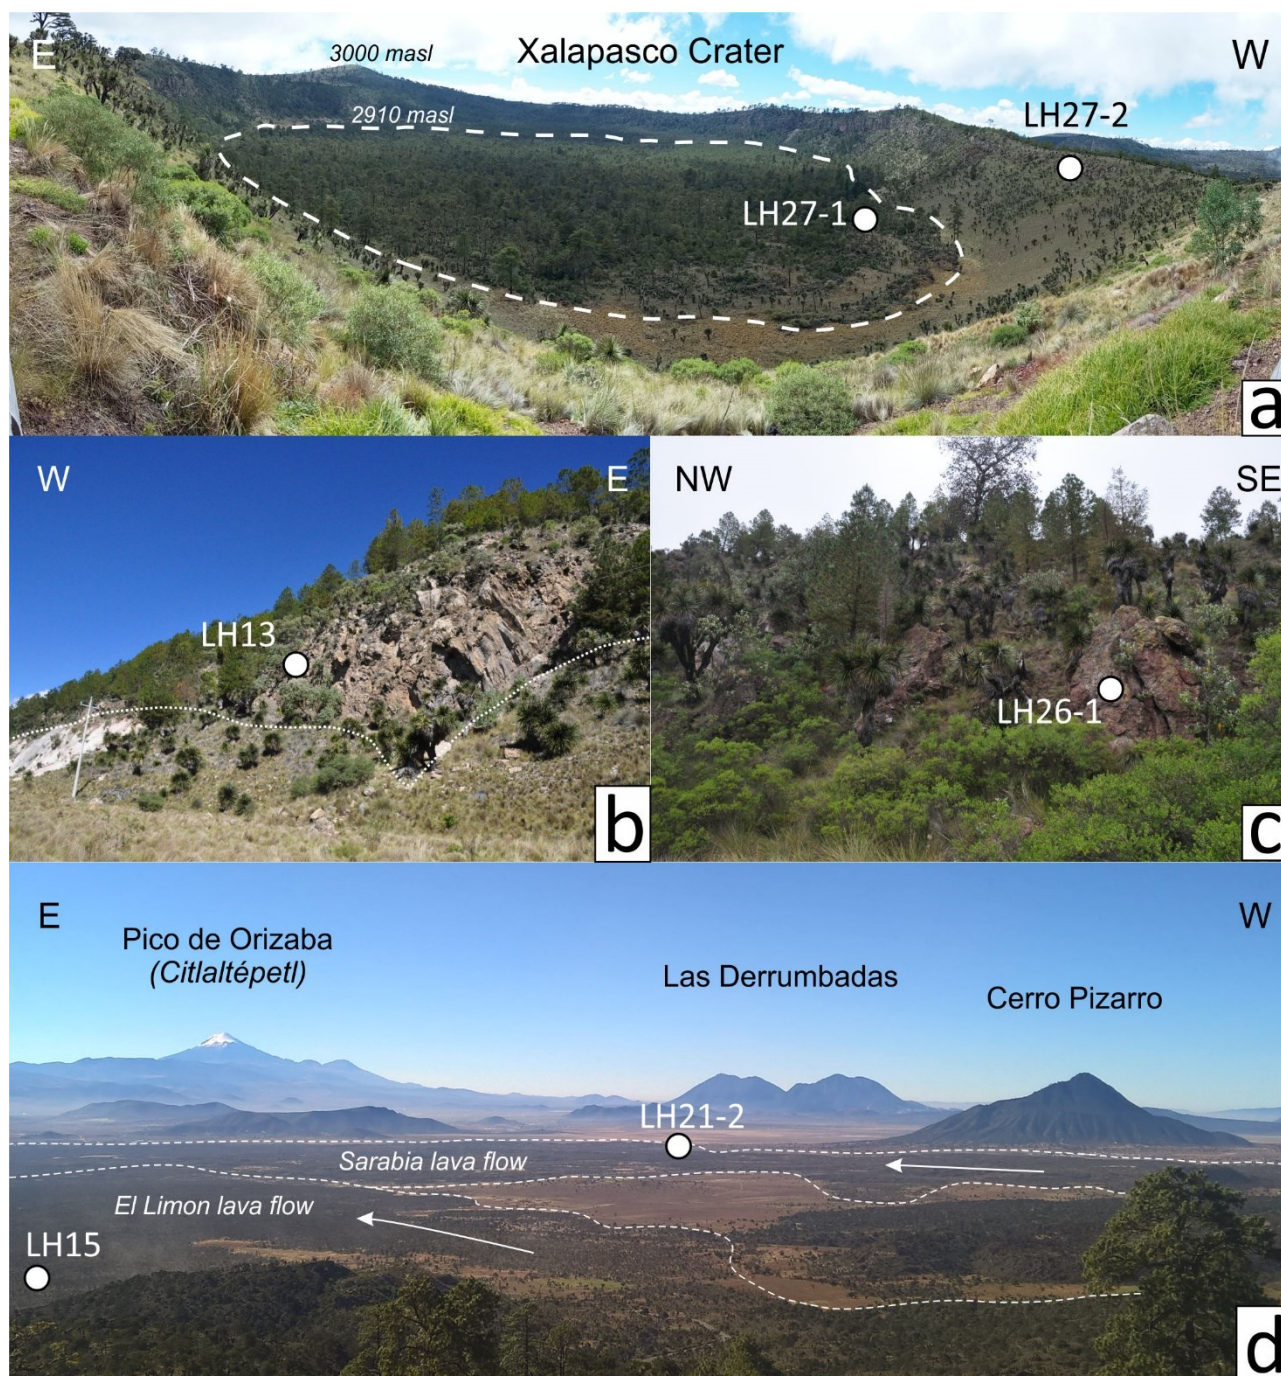 E
3000 masl
Xalapasco Crater
W
2910 masl
LH27-2
LH27-1
a
W
E
LH13
b
NW
SE
LH26-1
c
E
W
Pico de Orizaba
(Citlaltépetl)
Las Derrumbadas
Cerro Pizarro
LH21-2
Sarabia lava flow
El Limon lava flow
LH15
d